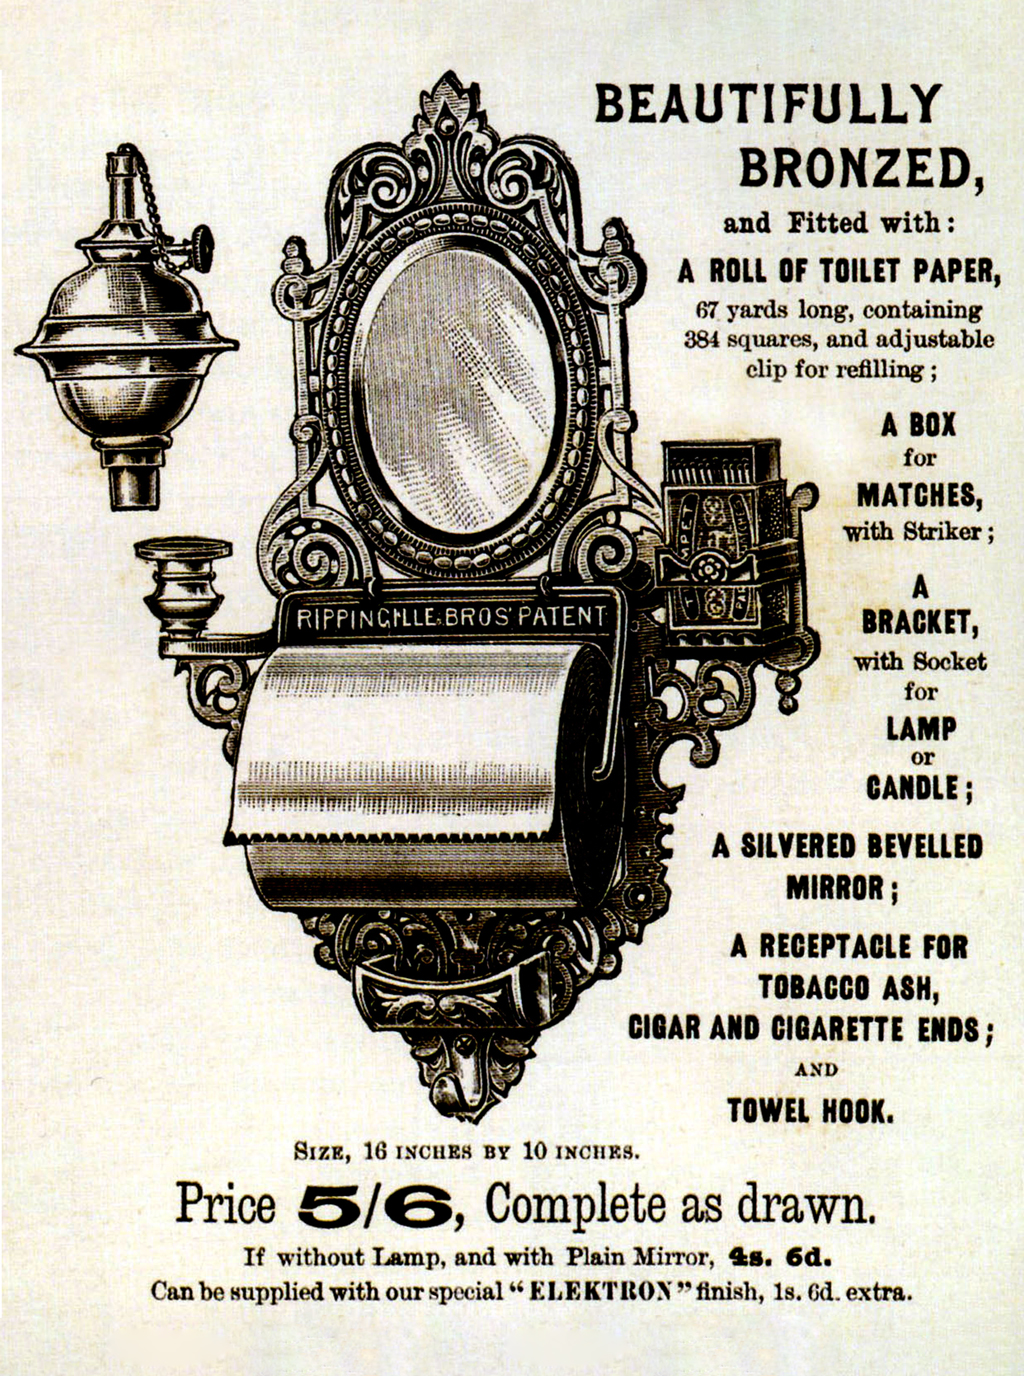 BEAUTIFULLY
BRONZED,
and Fitted with:
A ROLL OF TOILET PAPER,
67 yards long, containing
384 squares, and adjustable
clip for refilling;
A BOX
for
MATCHES,
with Striker;
A
BRACKET,
with Socket
for
LAMP
or
CANDLE;
A SILVERED BEVELLED
MIRROR;
A RECEPTACLE FOR
TOBACCO ASH,
CIGAR AND CIGARETTE ENDS;
AND
TOWEL HOOK.
RIPPINGILLE BROS' PATENT
SIZE, 16 INCHES BY 10 INCHES.
Price 5/6, Complete as drawn.
If without Lamp, and with Plain Mirror, 4s. 6d.
Can be supplied with our special "ELEKTRON" finish, 1s. 6d. extra.